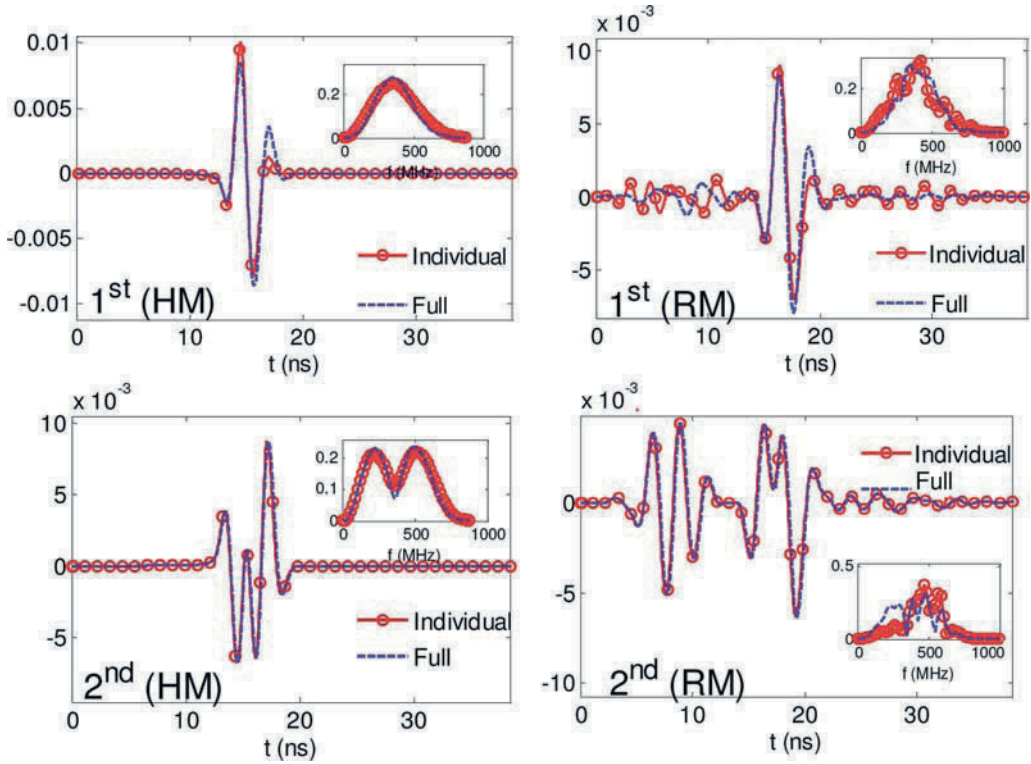 0.01
0.005
0
-0.005
-0.01
0.2
0
0
500
1000
f (MHz)
Individual
Full
1st (HM)
0
10
20
30
t (ns)
x 10-3
10
5
0
-5
0.2
0
0
500
1000
f (MHz)
Individual
Full
1st (RM)
0
10
20
30
t (ns)
x 10-3
10
5
0
-5
0.2
0.1
0
0
500
1000
f (MHz)
Individual
Full
2nd (HM)
0
10
20
30
t (ns)
x 10-3
5
0
-5
-10
Individual
Full
0.5
0
0
500
1000
f (MHz)
2nd (RM)
0
10
20
30
t (ns)